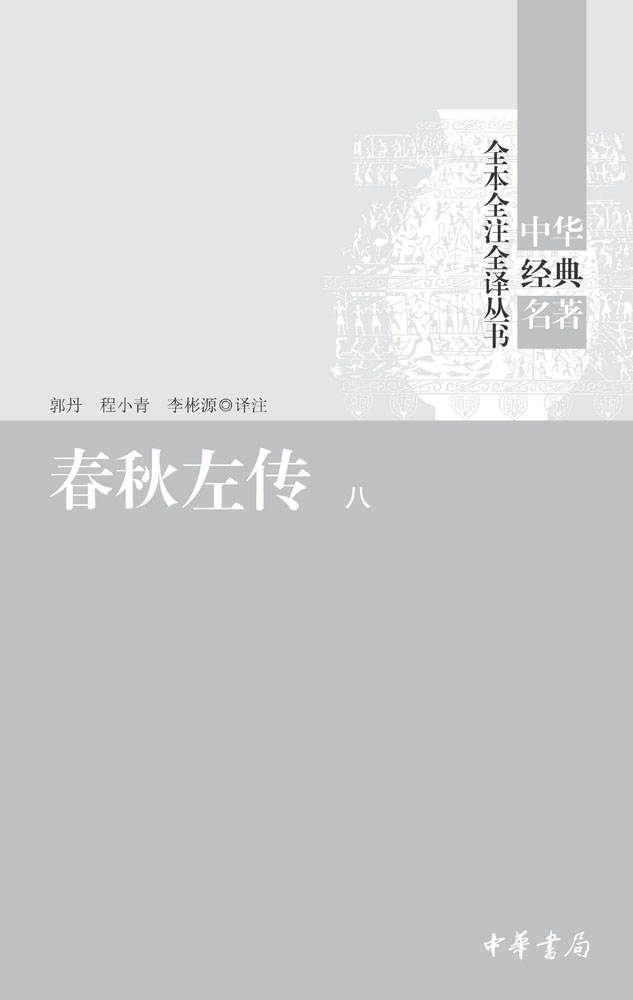 中华
经典
名著
全本全注全译丛书
郭丹 程小青 李彬源◎译注
春秋左传 八
中華書局